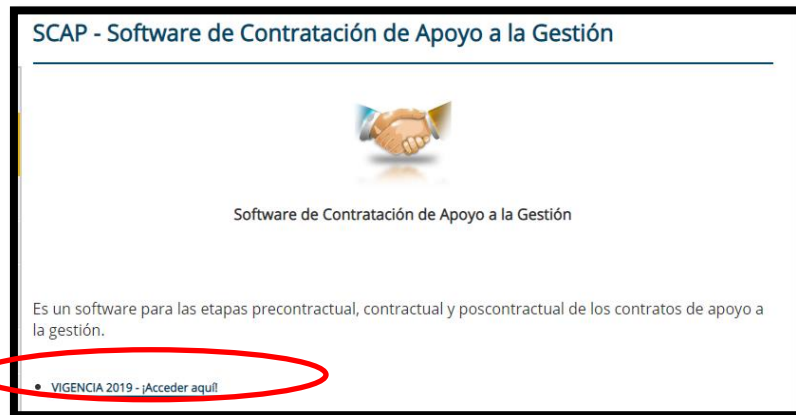 SCAP - Software de Contratación de Apoyo a la Gestión
Software de Contratación de Apoyo a la Gestión
Es un software para las etapas precontractual, contractual y poscontractual de los contratos de apoyo a
la gestión.
• VIGENCIA 2019 - ¡Acceder aquí!